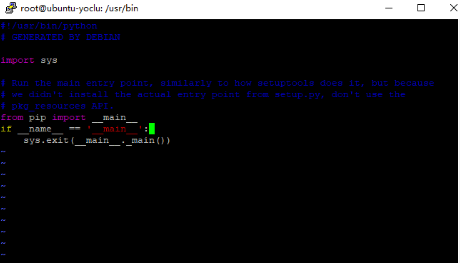 root@ubuntu-yoclu: /usr/bin
#!/usr/bin/python
# GENERATED BY DEBIAN
import sys
# Run the main entry point, similarly to how setuptools does it, but because
# we didn't install the actual entry point from setup.py, don't use the
# pkg_resources API.
from pip import __main__
if __name__ == '__main__':
    sys.exit(__main__._main())
~
~
~
~
~
~
~
~
~